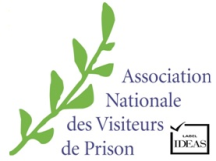 Association
Nationale
des Visiteurs
de Prison
LABEL
IDEAS